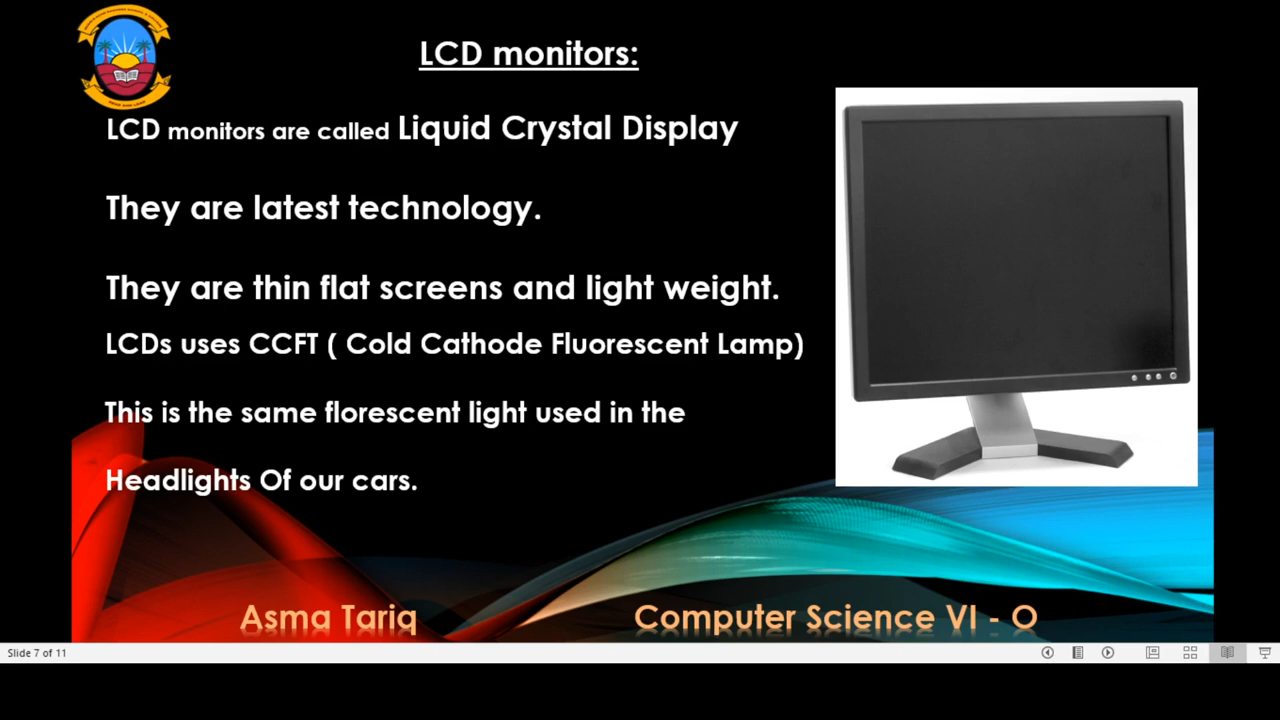 LCD monitors:
LCD monitors are called Liquid Crystal Display
They are latest technology.
They are thin flat screens and light weight.
LCDs uses CCFT ( Cold Cathode Fluorescent Lamp)
This is the same florescent light used in the
Headlights Of our cars.
Asma Tariq
Computer Science VI - O
Slide 7 of 11